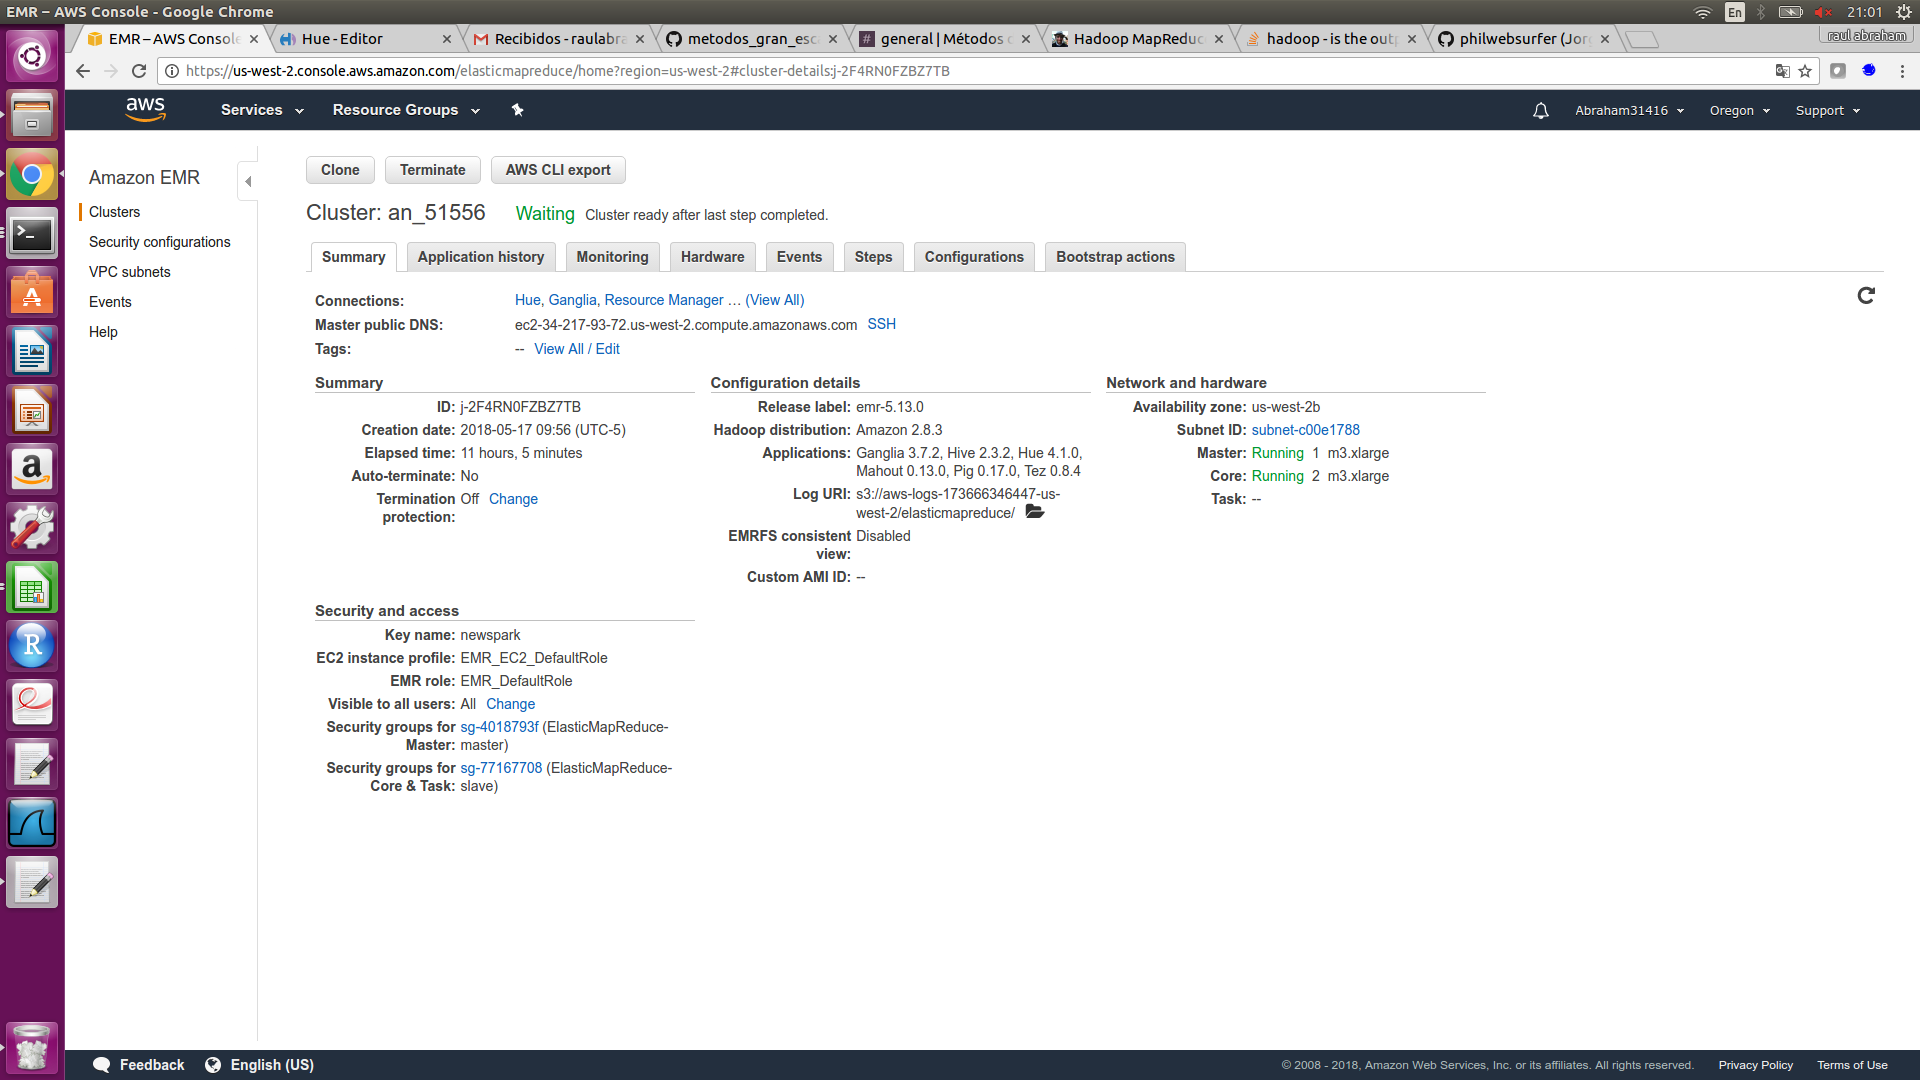 EMR – AWS Console - Google Chrome
En
21:01
EMR – AWS Console
Hue - Editor
Recibidos - raulabra
metodos_gran_esc
general | Métodos
Hadoop MapReduc
hadoop - is the out
philwebsurfer (Jor
raul abraham
https://us-west-2.console.aws.amazon.com/elasticmapreduce/home?region=us-west-2#cluster-details:j-2F4RN0FZBZ7TB
aws
Services
Resource Groups
Abraham31416
Oregon
Support
Amazon EMR
Clusters
Security configurations
VPC subnets
Events
Help
Clone
Terminate
AWS CLI export
Cluster: an_51556 Waiting Cluster ready after last step completed.
Summary
Application history
Monitoring
Hardware
Events
Steps
Configurations
Bootstrap actions
Connections: Hue, Ganglia, Resource Manager … (View All)
Master public DNS: ec2-34-217-93-72.us-west-2.compute.amazonaws.com SSH
Tags: -- View All / Edit
Summary
ID: j-2F4RN0FZBZ7TB
Creation date: 2018-05-17 09:56 (UTC-5)
Elapsed time: 11 hours, 5 minutes
Auto-terminate: No
Termination protection: Off Change
Configuration details
Release label: emr-5.13.0
Hadoop distribution: Amazon 2.8.3
Applications: Ganglia 3.7.2, Hive 2.3.2, Hue 4.1.0,
Mahout 0.13.0, Pig 0.17.0, Tez 0.8.4
Log URI: s3://aws-logs-173666346447-us-
west-2/elasticmapreduce/
EMRFS consistent view: Disabled
Custom AMI ID: --
Network and hardware
Availability zone: us-west-2b
Subnet ID: subnet-c00e1788
Master: Running 1 m3.xlarge
Core: Running 2 m3.xlarge
Task: --
Security and access
Key name: newspark
EC2 instance profile: EMR_EC2_DefaultRole
EMR role: EMR_DefaultRole
Visible to all users: All Change
Security groups for sg-4018793f (ElasticMapReduce-
Master: master)
Security groups for sg-77167708 (ElasticMapReduce-
Core & Task: slave)
Feedback
English (US)
© 2008 - 2018, Amazon Web Services, Inc. or its affiliates. All rights reserved.
Privacy Policy
Terms of Use